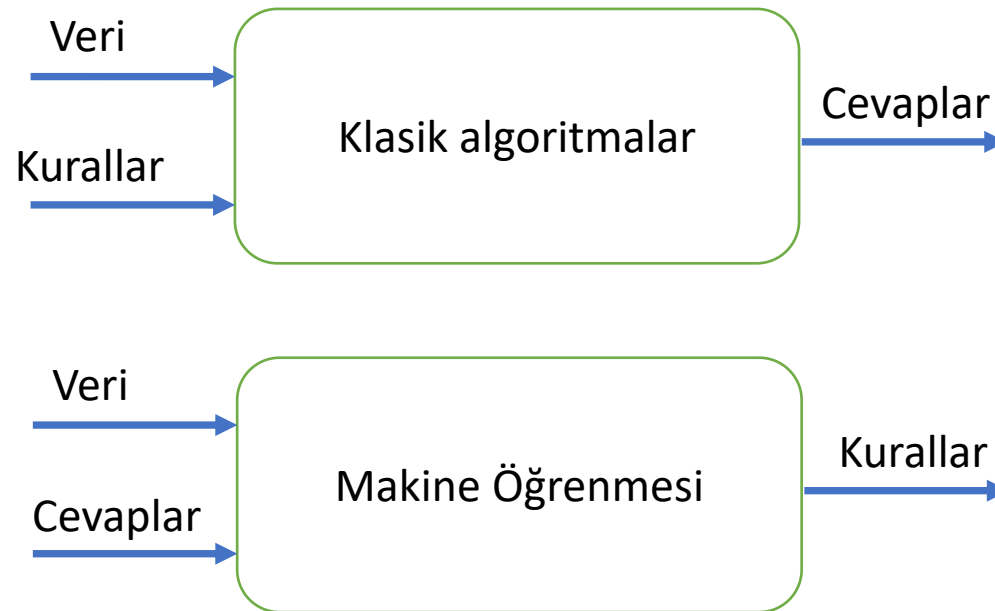 Veri
Kurallar
Klasik algoritmalar
Cevaplar
Veri
Cevaplar
Makine Öğrenmesi
Kurallar